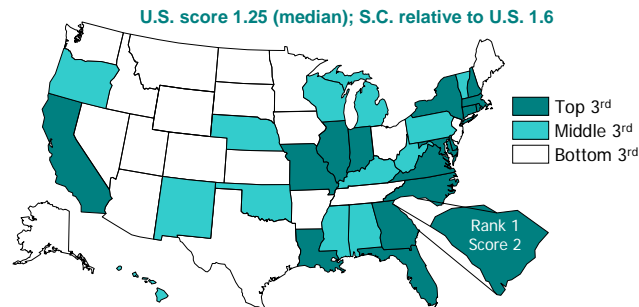 U.S. score 1.25 (median); S.C. relative to U.S. 1.6
Top 3rd
Middle 3rd
Bottom 3rd
Rank 1
Score 2